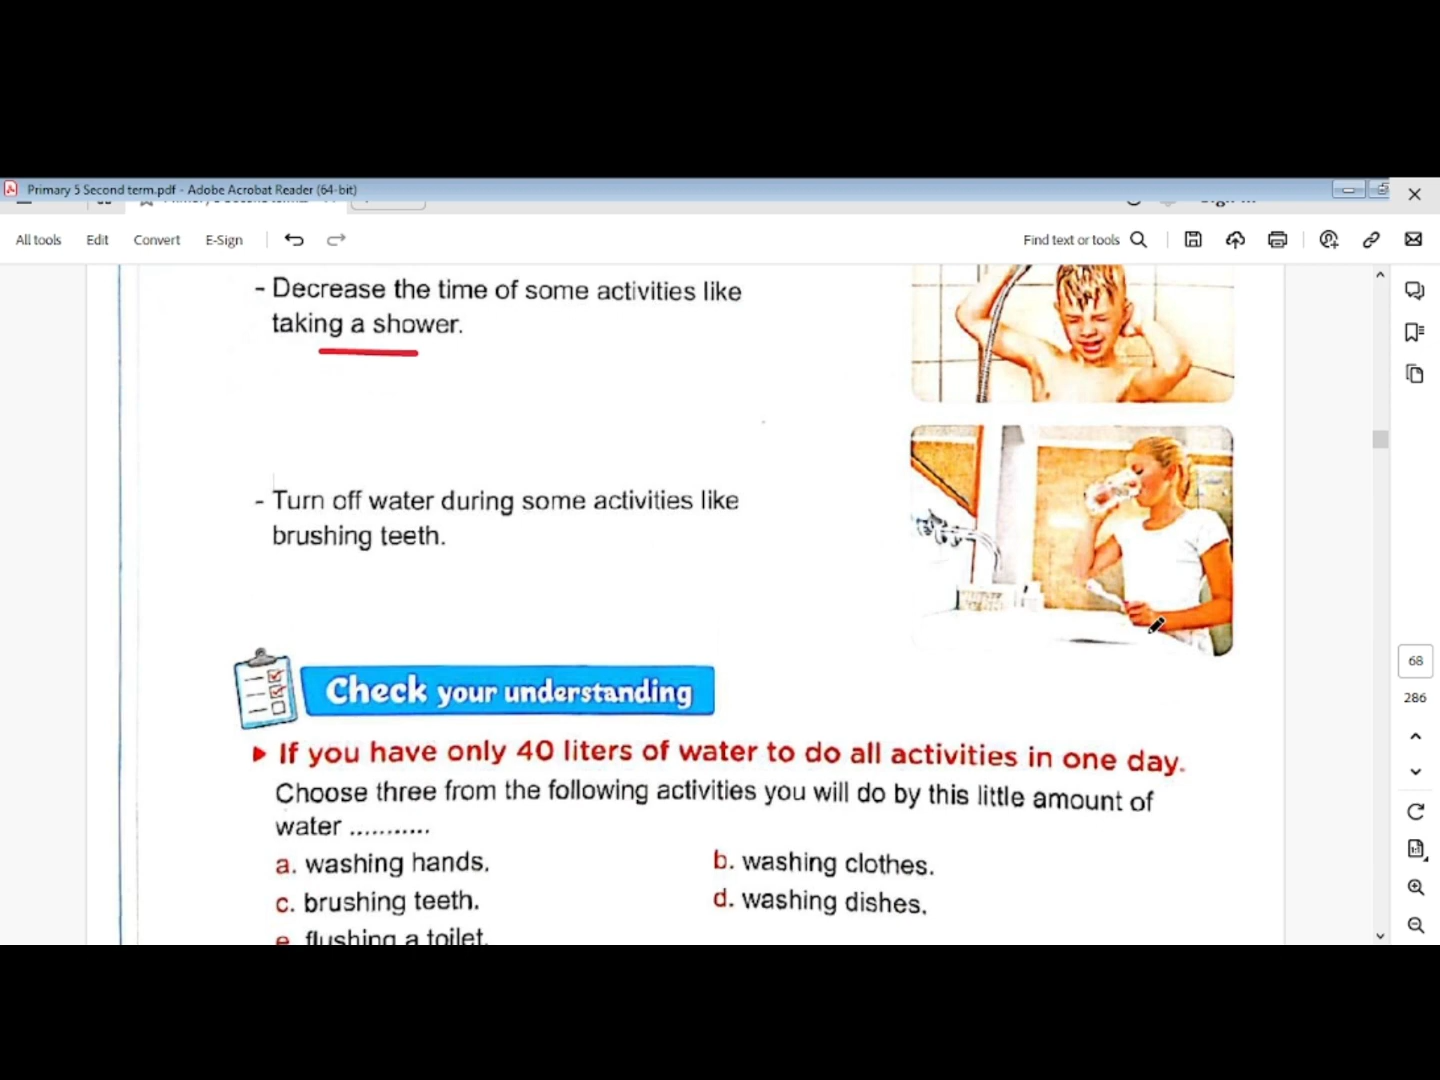 Primary 5 Second term.pdf - Adobe Acrobat Reader (64-bit)
All tools Edit Convert E-Sign Find text or tools
- Decrease the time of some activities like
taking a shower.
- Turn off water during some activities like
brushing teeth.
Check your understanding
If you have only 40 liters of water to do all activities in one day.
Choose three from the following activities you will do by this little amount of
water ...........
a. washing hands. b. washing clothes.
c. brushing teeth. d. washing dishes.
e. flushing a toilet.
68
286